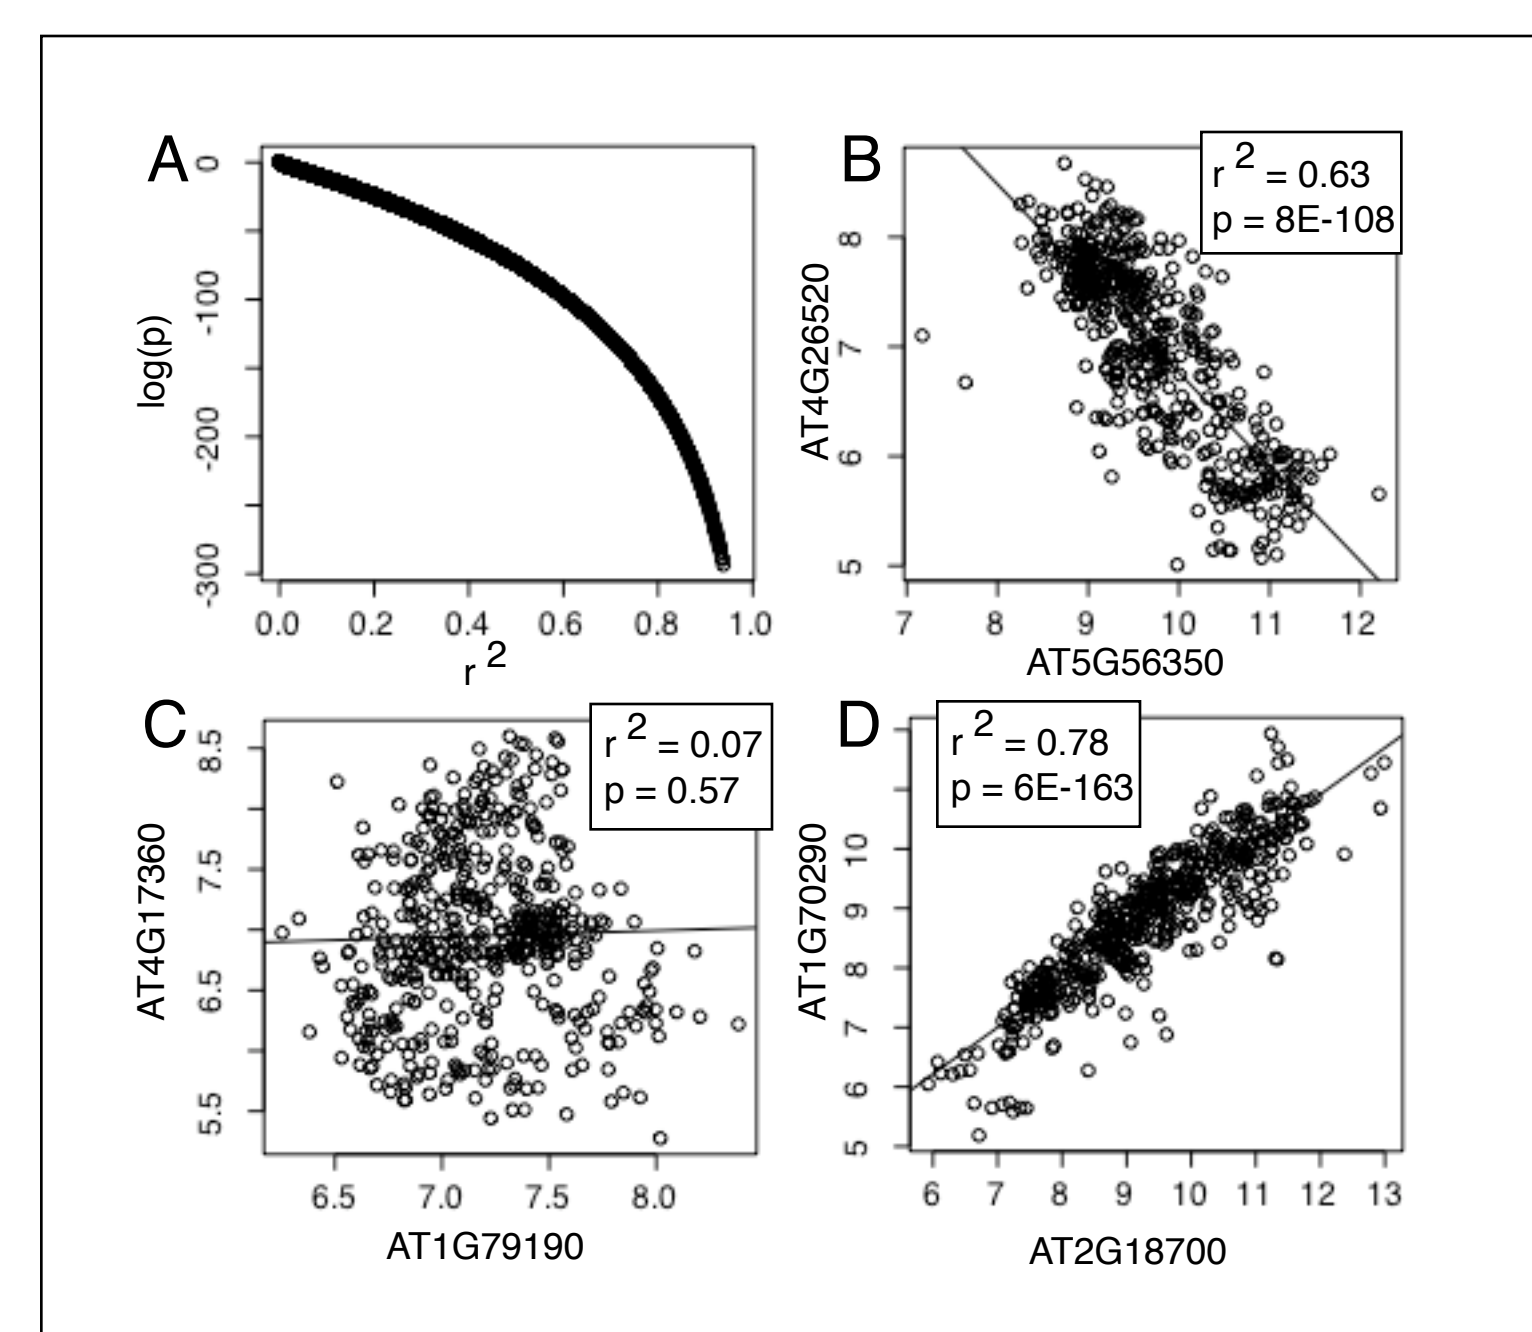 A
0
-100
-200
-300
log(p)
0.0 0.2 0.4 0.6 0.8 1.0
r 2
B
r 2 = 0.63
p = 8E-108
8
7
6
5
AT4G26520
7 8 9 10 11 12
AT5G56350
C
r 2 = 0.07
p = 0.57
8.5
7.5
6.5
5.5
AT4G17360
6.5 7.0 7.5 8.0
AT1G79190
D
r 2 = 0.78
p = 6E-163
10
9
8
7
6
5
AT1G70290
6 7 8 9 10 11 12 13
AT2G18700